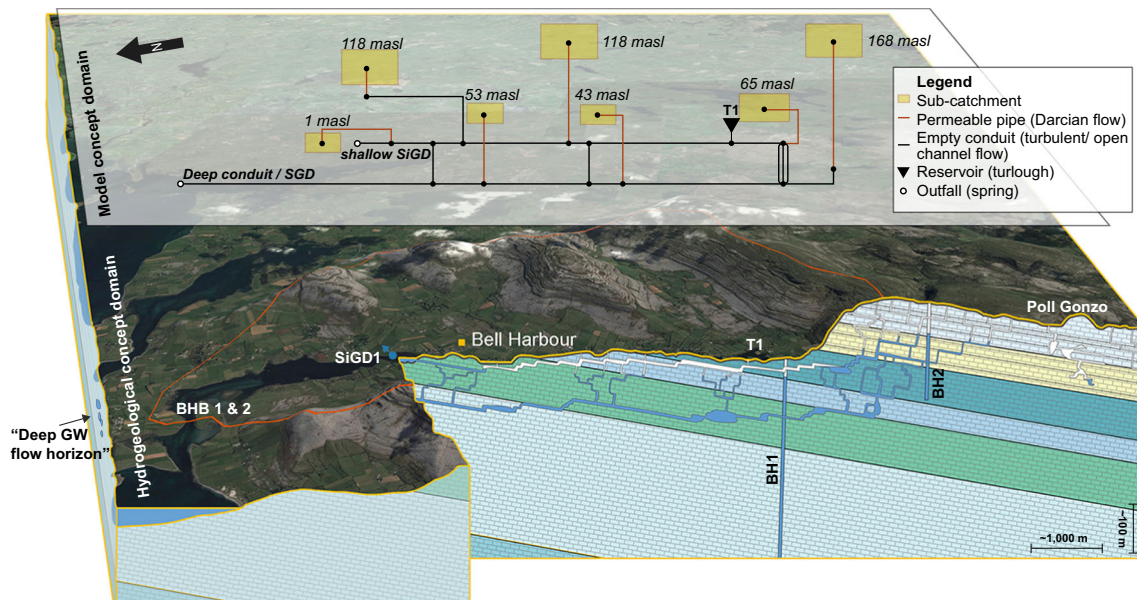 N
Model concept domain
118 masl
118 masl
168 masl
53 masl
43 masl
65 masl
1 masl
T1
shallow SiGD
Deep conduit / SGD
Legend
Sub-catchment
Permeable pipe (Darcian flow)
Empty conduit (turbulent/ open
channel flow)
Reservoir (turlough)
Outfall (spring)
Hydrogeological concept domain
"Deep GW
flow horizon"
BHB 1 & 2
SiGD1
Bell Harbour
T1
Poll Gonzo
BH2
BH1
~1,000 m
~100 m